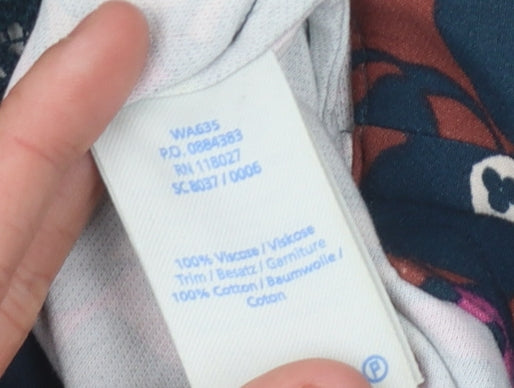 WA635
P.O. 0884383
RN 118027
SC 8037 / 0006
100% Viscose / Viskose
Trim / Besatz / Garniture
100% Cotton / Baumwolle /
Coton
P